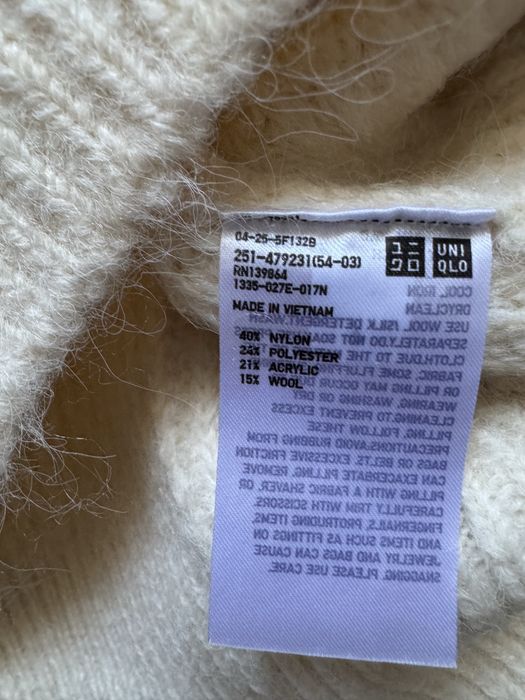 04-25-5F132B
ユニ
クロ
UNI
QLO
251-479231(54-03)
RN139864
1335-027E-017N
MADE IN VIETNAM
40% NYLON
24% POLYESTER
21% ACRYLIC
15% WOOL
COOL IRON
DRYCLEAN
USE WOOL/SILK DETERGENT.WASH
SEPARATELY.DO NOT SOAK
CLOTH.DUE TO THE
FABRIC, SOME FLUFFING
OR PILLING MAY OCCUR
WEARING, WASHING OR DRY
CLEANING TO PREVENT EXCESS
PILLING, FOLLOW THESE
PRECAUTIONS:AVOID RUBBING FROM
BAGS OR BELTS. EXCESSIVE FRICTION
CAN EXACERBATE PILLING. REMOVE
PILLING WITH A FABRIC SHAVER, OR
CAREFULLY TRIM WITH SCISSORS.
FINGERNAILS, PROTRUDING ITEMS,
AND ITEMS SUCH AS FITTINGS ON
JEWELRY AND BAGS CAN CAUSE
SNAGGING. PLEASE USE CARE.